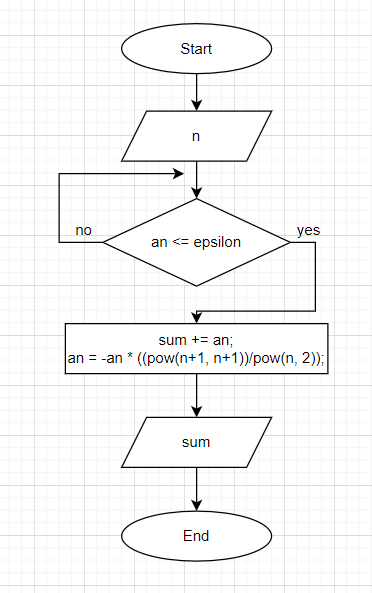 Start
n
no
yes
an <= epsilon
sum += an;
an = -an * ((pow(n+1, n+1))/pow(n, 2));
sum
End